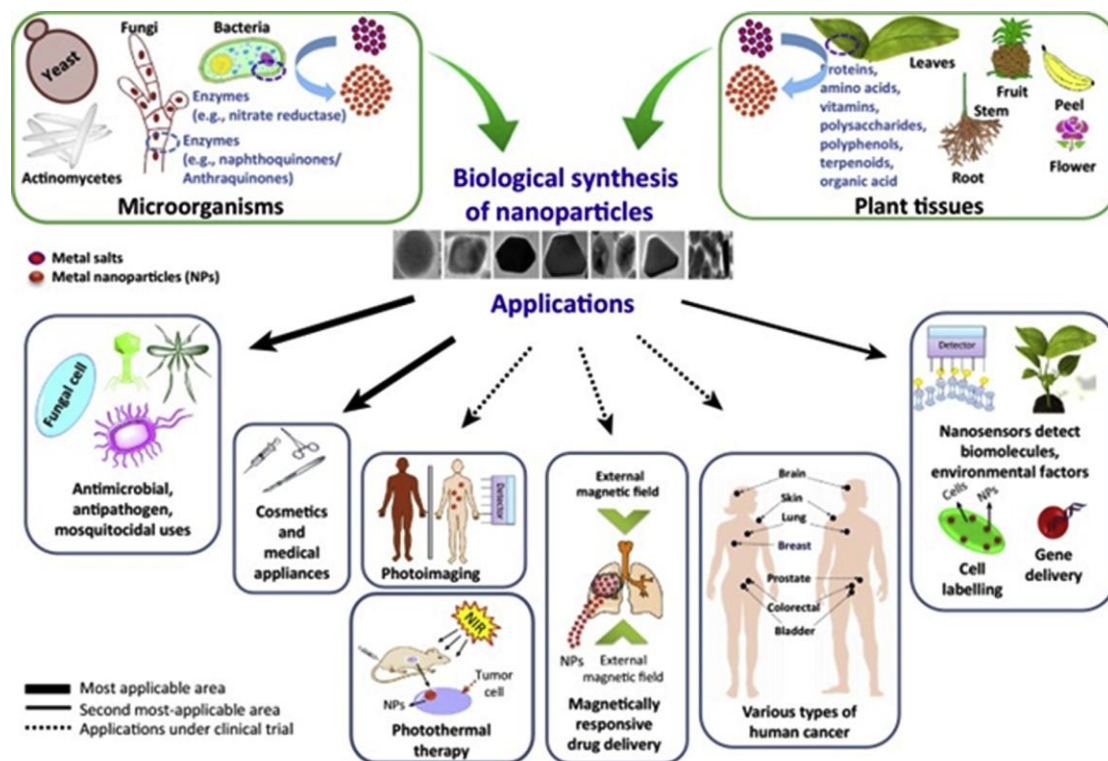 Yeast
Fungi
Bacteria
Enzymes
(e.g., nitrate reductase)
Enzymes
(e.g., naphthoquinones/
Anthraquinones)
Actinomycetes
Microorganisms
Leaves
Proteins,
amino acids,
vitamins,
polysaccharides,
polyphenols,
terpenoids,
organic acid
Fruit
Peel
Stem
Root
Flower
Plant tissues
Biological synthesis
of nanoparticles
Metal salts
Metal nanoparticles (NPs)
Applications
Fungal cell
Antimicrobial,
antipathogen,
mosquitocidal uses
Cosmetics
and
medical
appliances
Detector
Photoimaging
NIR
Tumor
cell
NPs
Photothermal
therapy
External
magnetic field
NPs
External
magnetic field
Magnetically
responsive
drug delivery
Brain
Skin
Lung
Breast
Prostate
Colorectal
Bladder
Various types of
human cancer
Detector
Nanosensors detect
biomolecules,
environmental factors
Cells
NPs
Cell
labelling
Gene
delivery
Most applicable area
Second most-applicable area
Applications under clinical trial